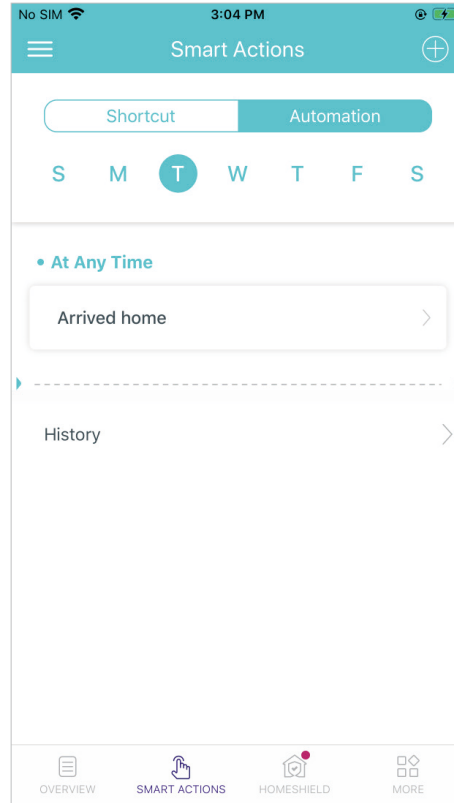 No SIM 3:04 PM
Smart Actions
Shortcut Automation
S M T W T F S
• At Any Time
Arrived home
History
OVERVIEW SMART ACTIONS HOMESHIELD MORE